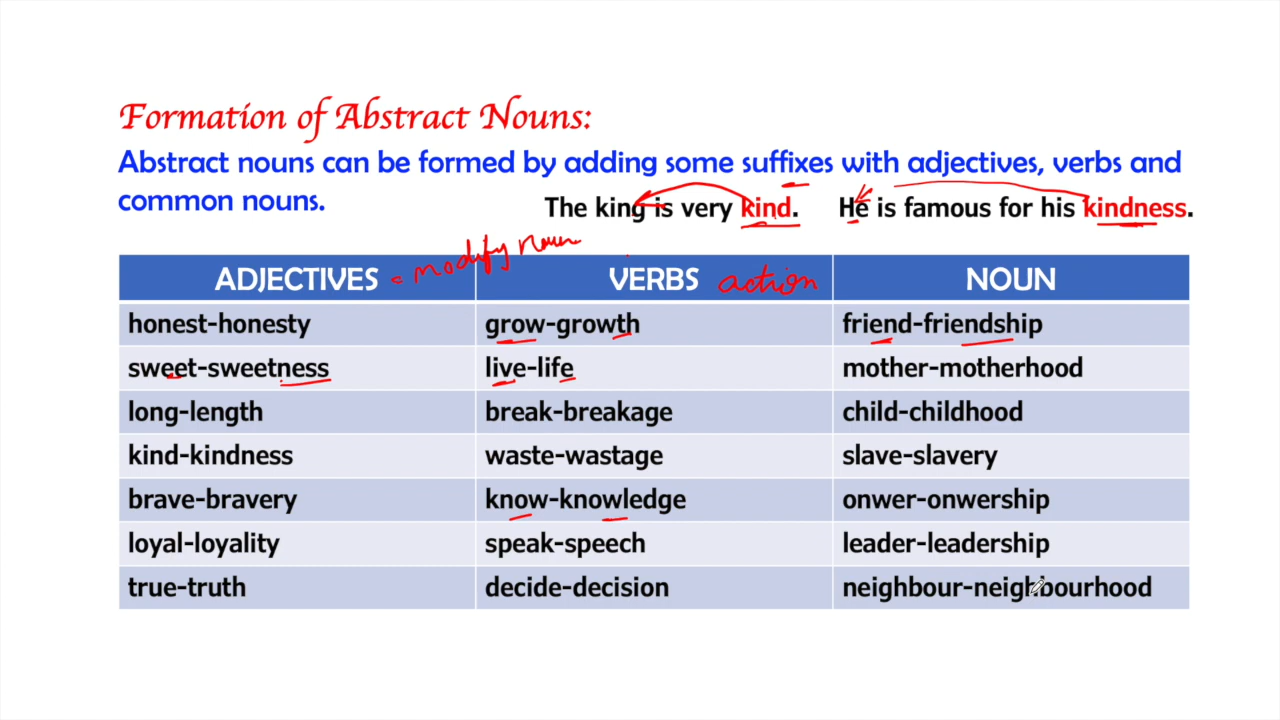 Formation of Abstract Nouns:
Abstract nouns can be formed by adding some suffixes with adjectives, verbs and
common nouns.
The king is very kind. He is famous for his kindness.
ADJECTIVES = modify noun VERBS action NOUN
honest-honesty grow-growth friend-friendship
sweet-sweetness live-life mother-motherhood
long-length break-breakage child-childhood
kind-kindness waste-wastage slave-slavery
brave-bravery know-knowledge onwer-onwership
loyal-loyality speak-speech leader-leadership
true-truth decide-decision neighbour-neighbourhood